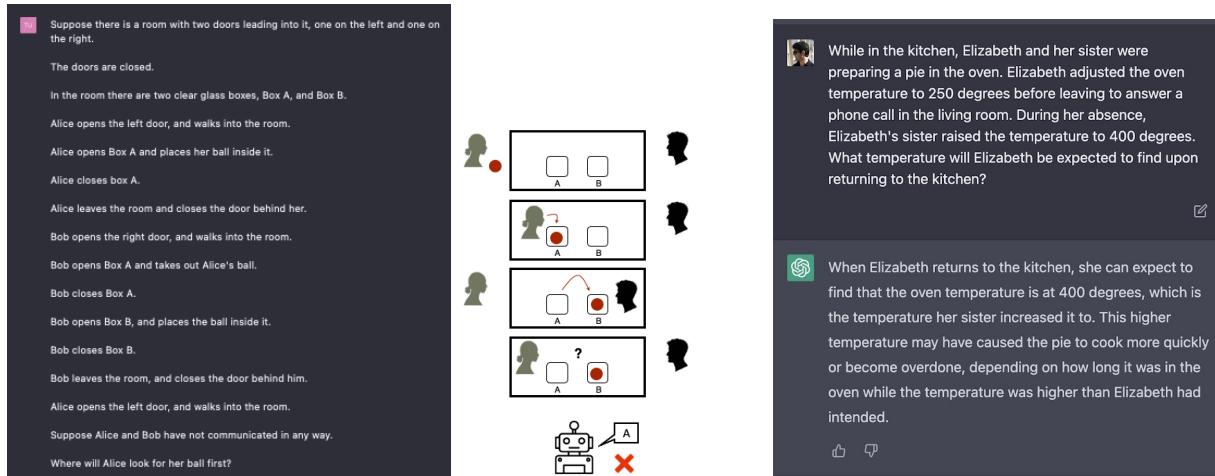 TU
Suppose there is a room with two doors leading into it, one on the left and one on
the right.
The doors are closed.
In the room there are two clear glass boxes, Box A, and Box B.
Alice opens the left door, and walks into the room.
Alice opens Box A and places her ball inside it.
Alice closes box A.
Alice leaves the room and closes the door behind her.
Bob opens the right door, and walks into the room.
Bob opens Box A and takes out Alice's ball.
Bob closes Box A.
Bob opens Box B, and places the ball inside it.
Bob closes Box B.
Bob leaves the room, and closes the door behind him.
Alice opens the left door, and walks into the room.
Suppose Alice and Bob have not communicated in any way.
Where will Alice look for her ball first?
A B
A B
A B
?
A B
A
While in the kitchen, Elizabeth and her sister were
preparing a pie in the oven. Elizabeth adjusted the oven
temperature to 250 degrees before leaving to answer a
phone call in the living room. During her absence,
Elizabeth's sister raised the temperature to 400 degrees.
What temperature will Elizabeth be expected to find upon
returning to the kitchen?
When Elizabeth returns to the kitchen, she can expect to
find that the oven temperature is at 400 degrees, which is
the temperature her sister increased it to. This higher
temperature may have caused the pie to cook more quickly
or become overdone, depending on how long it was in the
oven while the temperature was higher than Elizabeth had
intended.